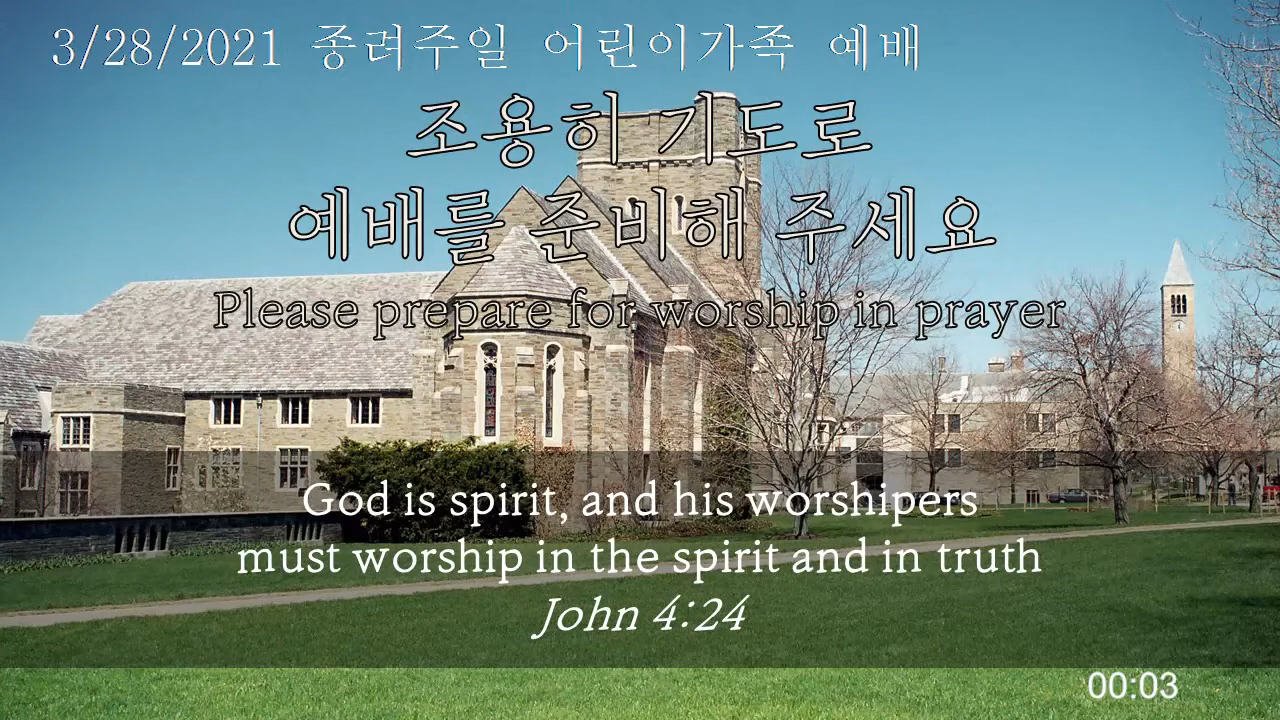 3/28/2021 종려주일 어린이가족 예배
조용히 기도로
예배를 준비해 주세요
Please prepare for worship in prayer
God is spirit, and his worshipers
must worship in the spirit and in truth
John 4:24
00:03